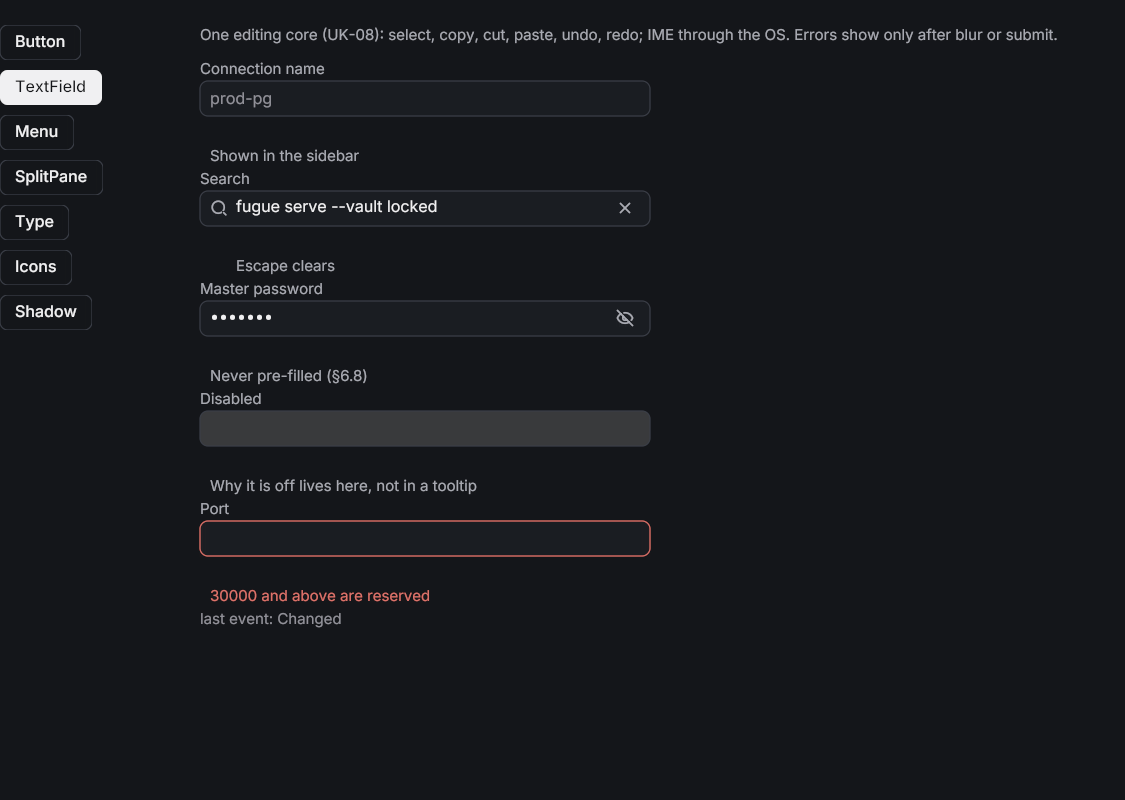 Button
TextField
Menu
SplitPane
Type
Icons
Shadow
One editing core (UK-08): select, copy, cut, paste, undo, redo; IME through the OS. Errors show only after blur or submit.
Connection name
prod-pg
Shown in the sidebar
Search
fugue serve --vault locked
Escape clears
Master password
•••••••
Never pre-filled (§6.8)
Disabled
Why it is off lives here, not in a tooltip
Port
30000 and above are reserved
last event: Changed